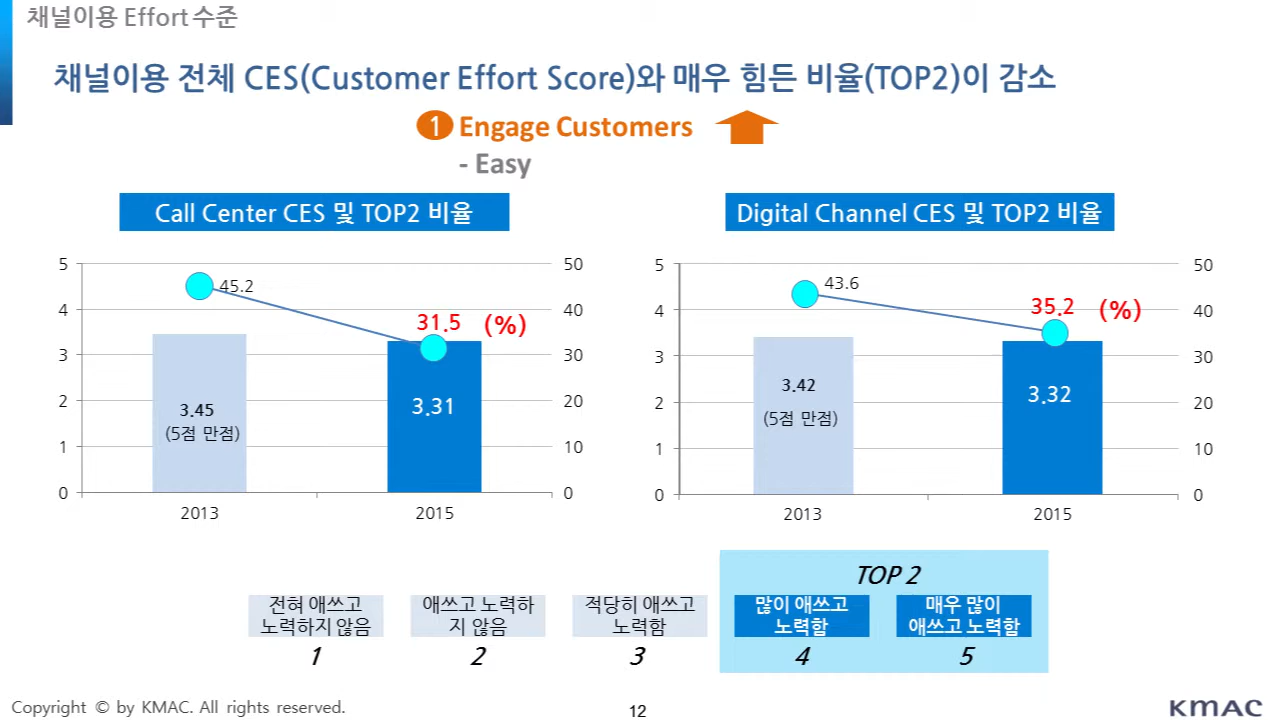 채널이용 Effort수준
채널이용 전체 CES(Customer Effort Score)와 매우 힘든 비율(TOP2)이 감소
1 Engage Customers
- Easy
Call Center CES 및 TOP2 비율
5
4
3
2
1
0
50
40
30
20
10
0
45.2
31.5 (%)
3.45
(5점 만점)
3.31
2013
2015
Digital Channel CES 및 TOP2 비율
5
4
3
2
1
0
50
40
30
20
10
0
43.6
35.2 (%)
3.42
(5점 만점)
3.32
2013
2015
TOP 2
전혀 애쓰고
노력하지 않음
1
애쓰고 노력하
지 않음
2
적당히 애쓰고
노력함
3
많이 애쓰고
노력함
4
매우 많이
애쓰고 노력함
5
Copyright © by KMAC. All rights reserved.
12
KMAC